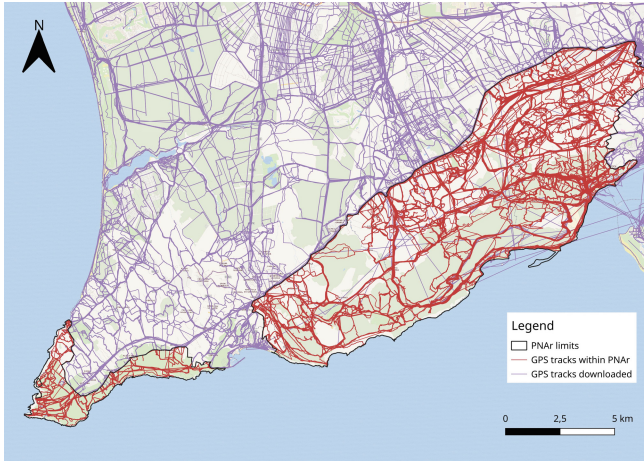 N
Legend
PNAr limits
GPS tracks within PNAr
GPS tracks downloaded
0 2,5 5 km